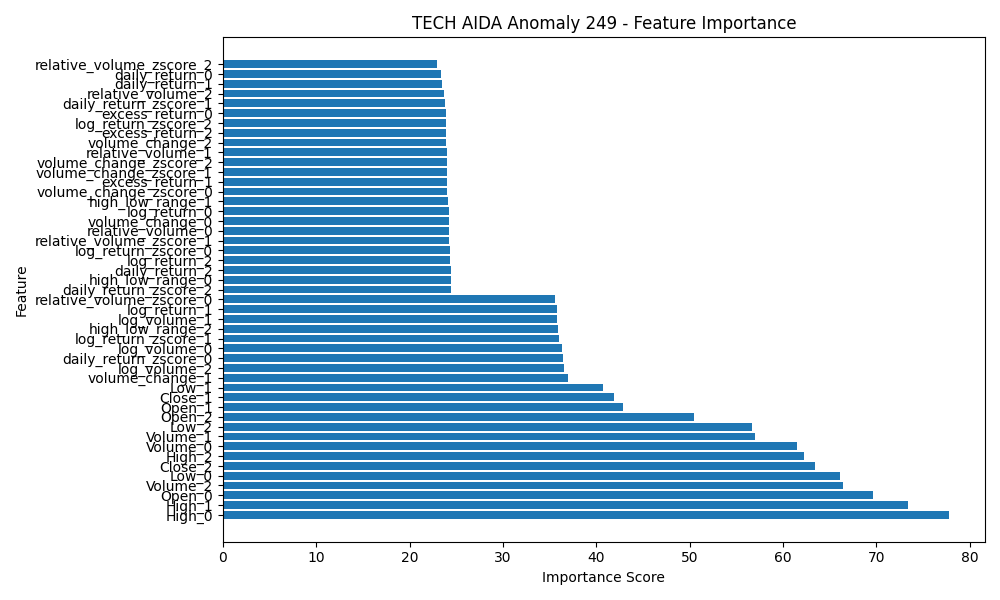 TECH AIDA Anomaly 249 - Feature Importance
relative_volume_zscore_2
daily_return_0
daily_return_1
relative_volume_2
daily_return_zscore_1
excess_return_0
log_return_zscore_2
excess_return_2
volume_change_2
relative_volume_1
volume_change_zscore_2
volume_change_zscore_1
excess_return_1
volume_change_zscore_0
high_low_range_1
log_return_0
volume_change_0
relative_volume_0
relative_volume_zscore_1
log_return_zscore_0
log_return_2
daily_return_2
high_low_range_0
daily_return_zscore_2
relative_volume_zscore_0
log_return_1
log_volume_1
high_low_range_2
log_return_zscore_1
log_volume_0
daily_return_zscore_0
log_volume_2
volume_change_1
Low_1
Close_1
Open_1
Open_2
Low_2
Volume_1
Volume_0
High_2
Close_2
Low_0
Volume_2
Open_0
High_1
High_0
Feature
0 10 20 30 40 50 60 70 80
Importance Score